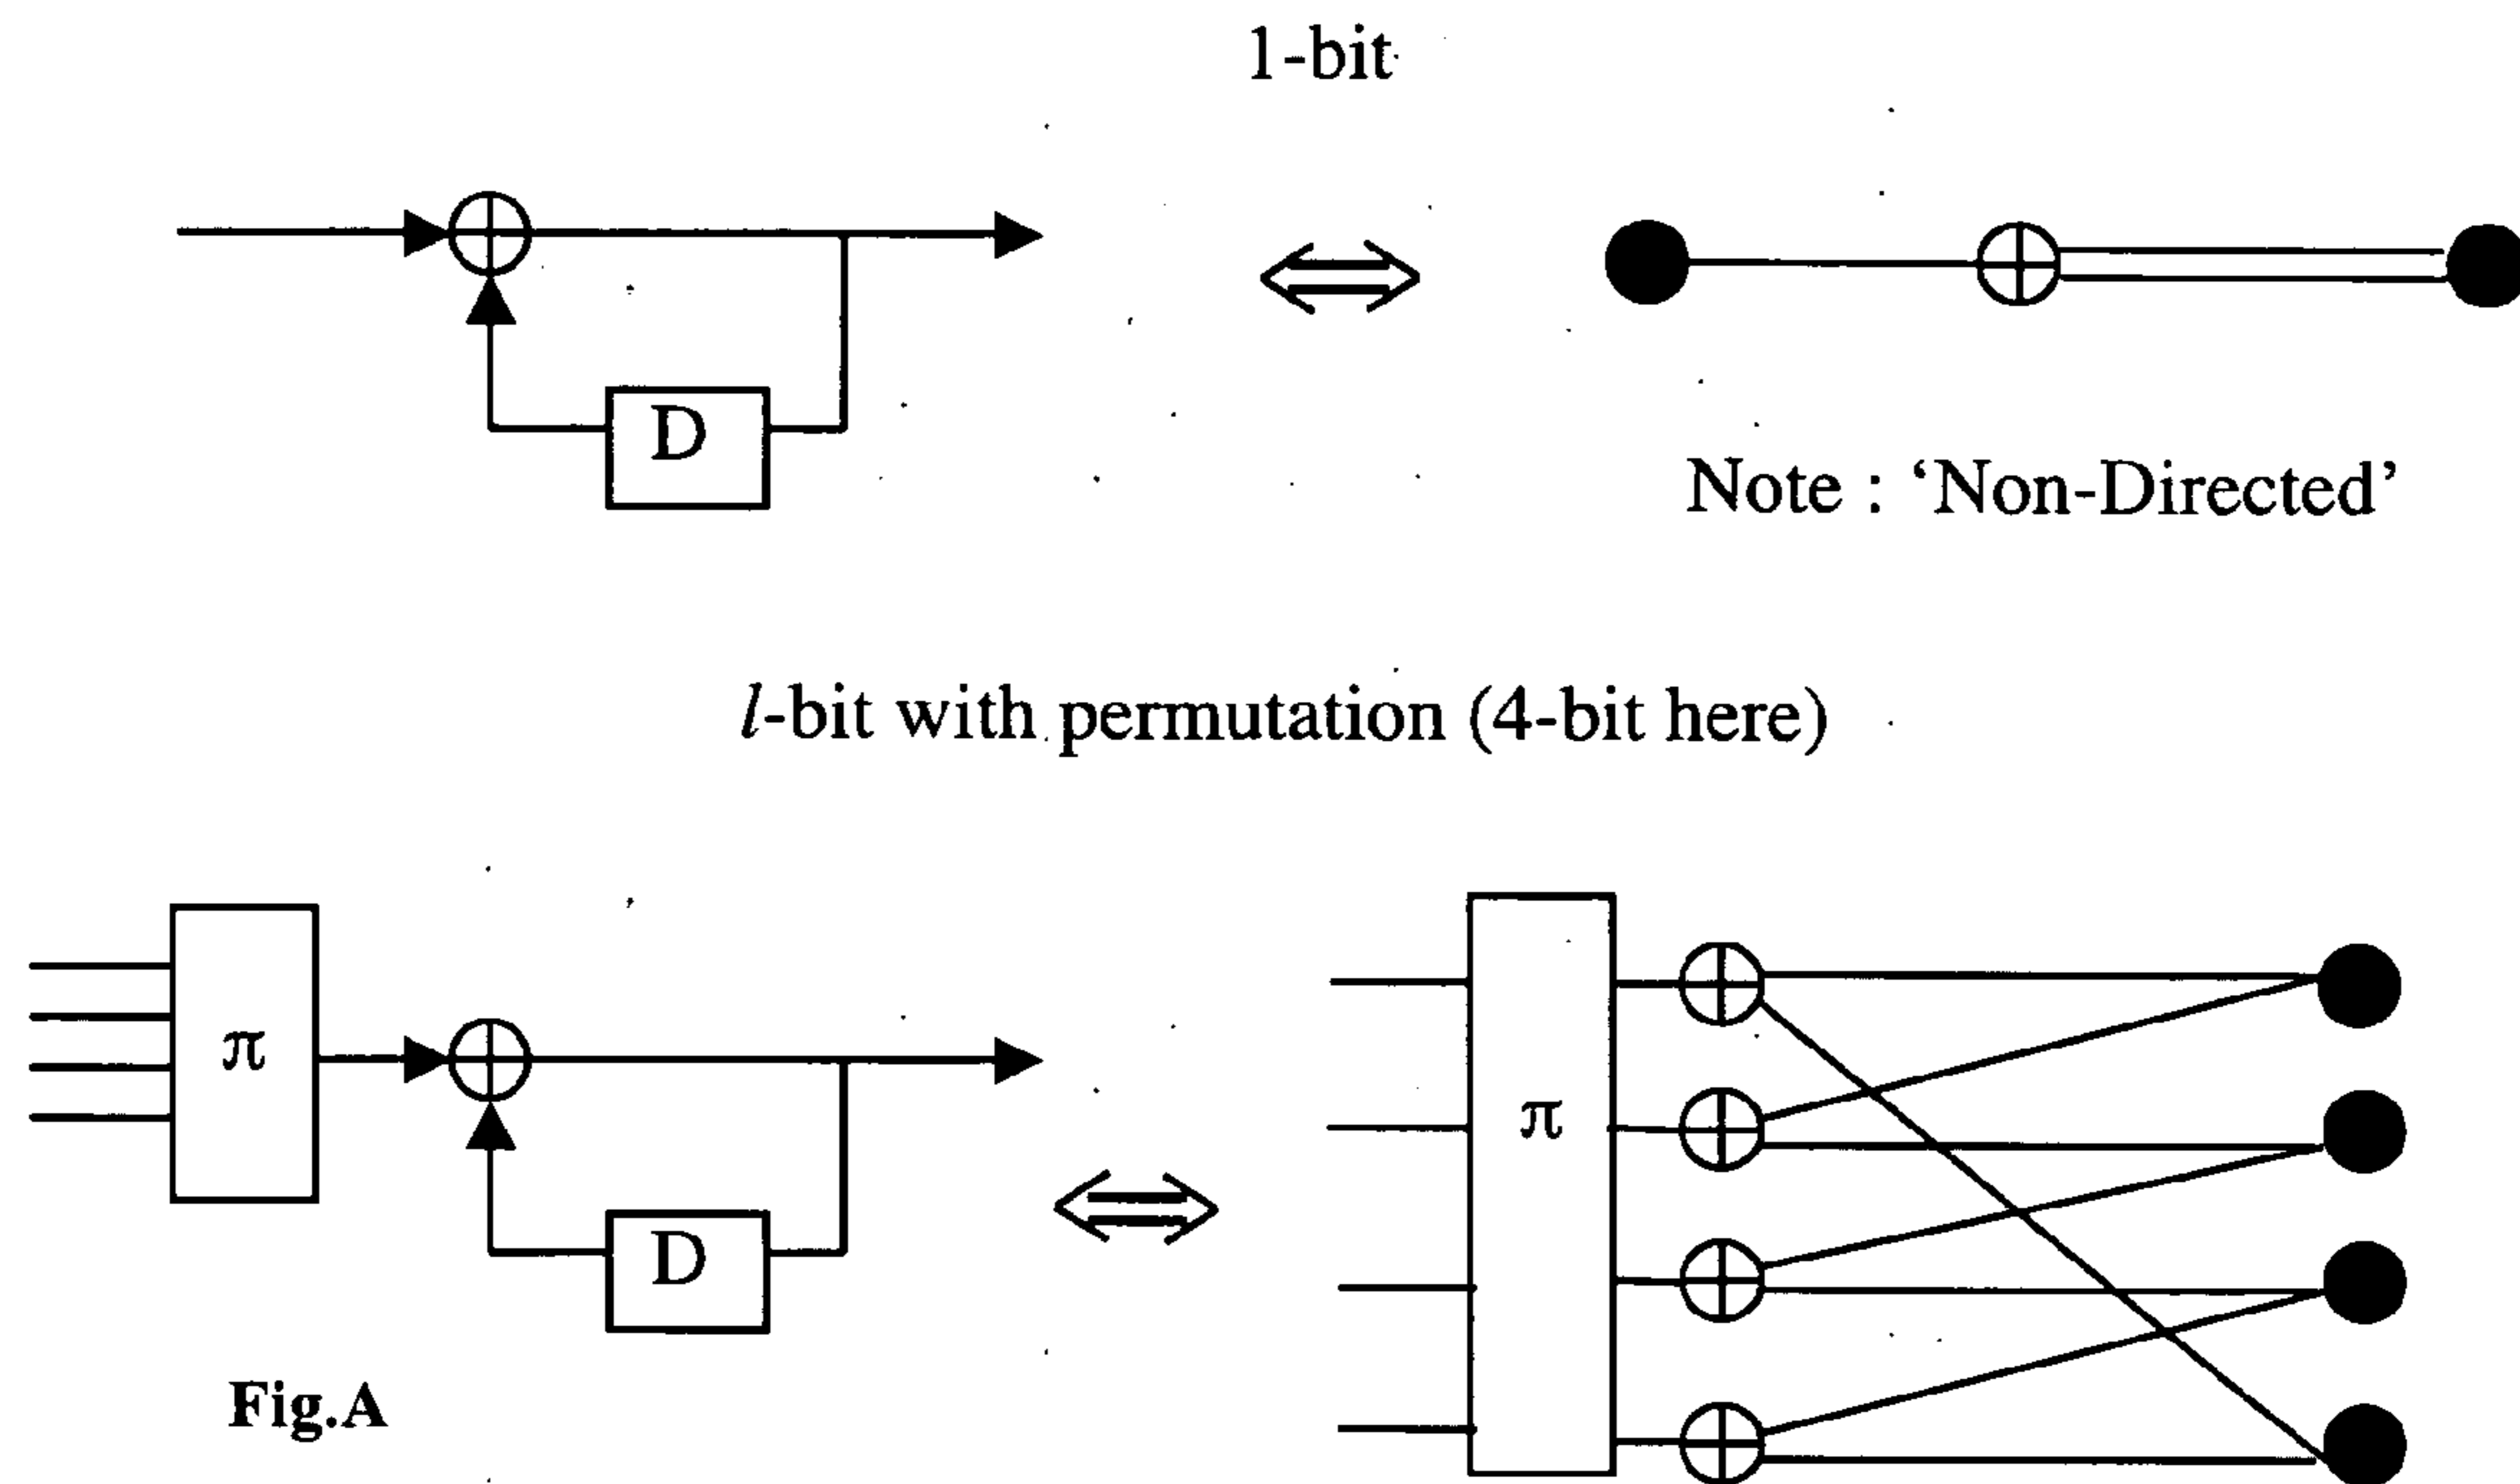 1-bit
D
Note : ‘Non-Directed’
l-bit with permutation (4-bit here)
π
π
D
Fig.A